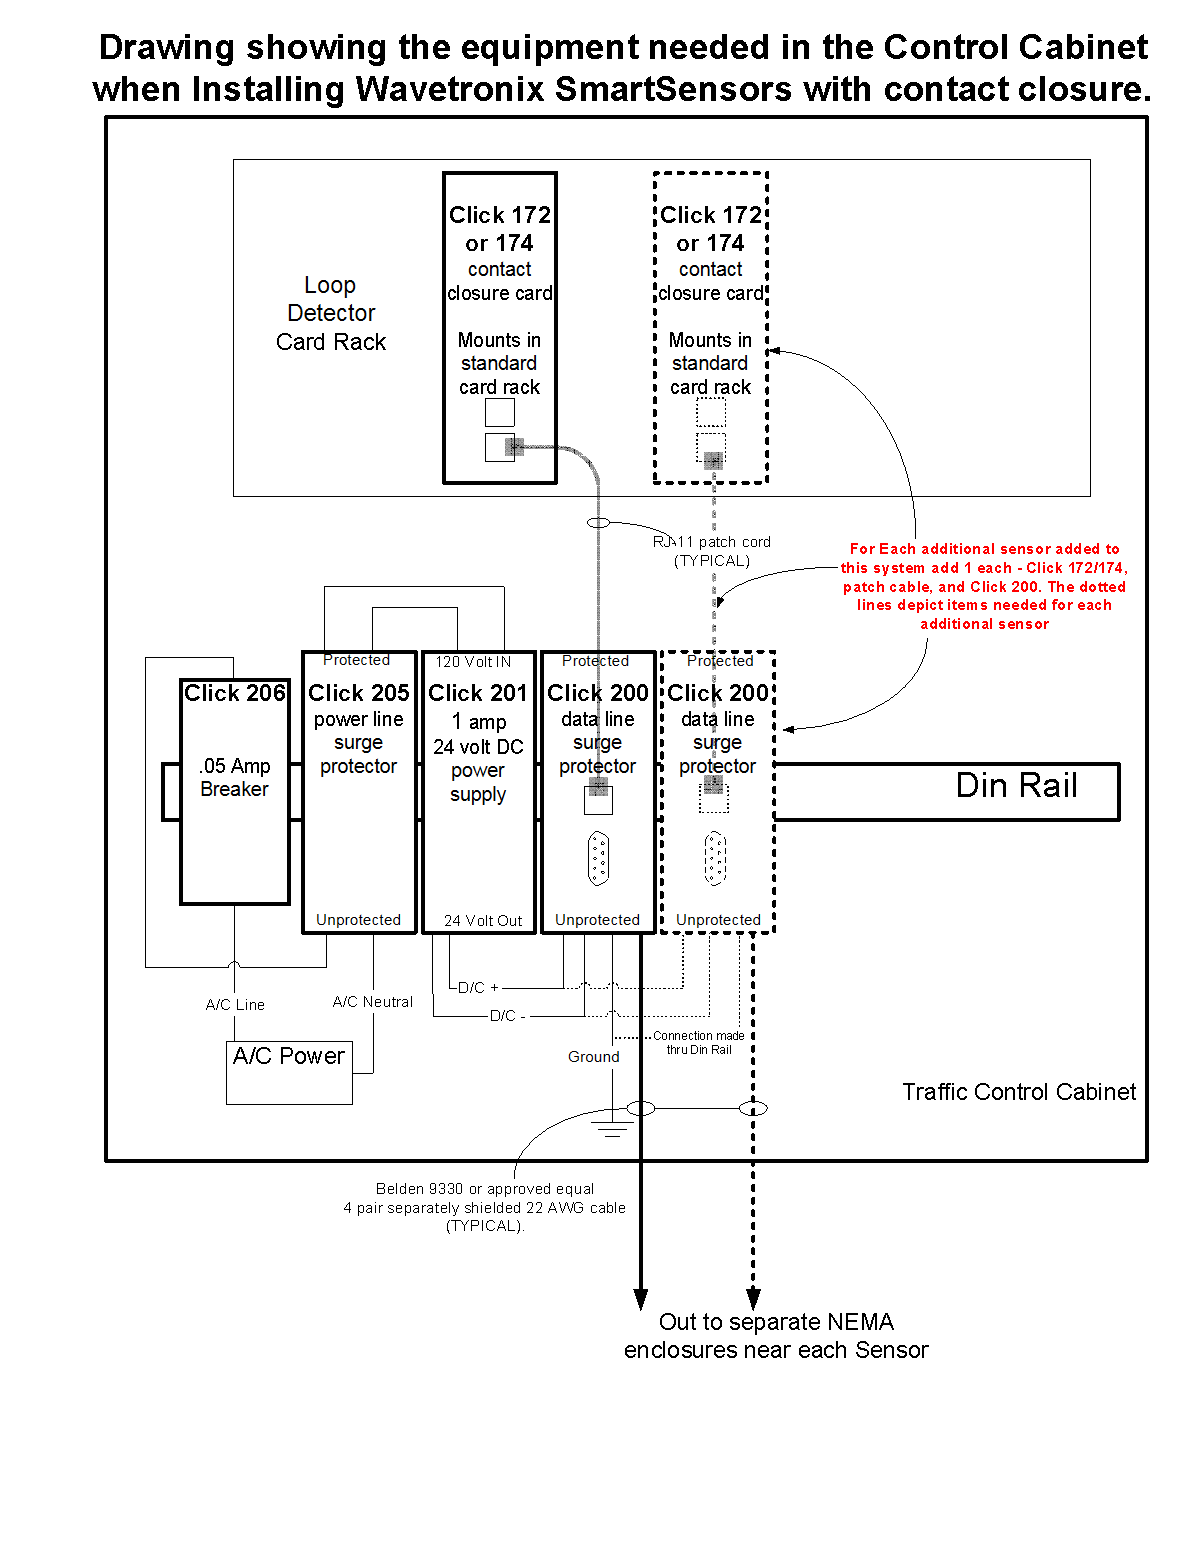 Drawing showing the equipment needed in the Control Cabinet
when Installing Wavetronix SmartSensors with contact closure.
Loop
Detector
Card Rack
Click 172
or 174
contact
closure card
Mounts in
standard
card rack
Click 172
or 174
contact
closure card
Mounts in
standard
card rack
RJ-11 patch cord
(TYPICAL)
For Each additional sensor added to
this system add 1 each - Click 172/174,
patch cable, and Click 200. The dotted
lines depict items needed for each
additional sensor
Click 206
.05 Amp
Breaker
Protected
Click 205
power line
surge
protector
Unprotected
120 Volt IN
Click 201
1 amp
24 volt DC
power
supply
24 Volt Out
Protected
Click 200
data line
surge
protector
Unprotected
Protected
Click 200
data line
surge
protector
Unprotected
Din Rail
A/C Line
A/C Neutral
D/C +
D/C -
A/C Power
Ground
Connection made
thru Din Rail
Traffic Control Cabinet
Belden 9330 or approved equal
4 pair separately shielded 22 AWG cable
(TYPICAL).
Out to separate NEMA
enclosures near each Sensor